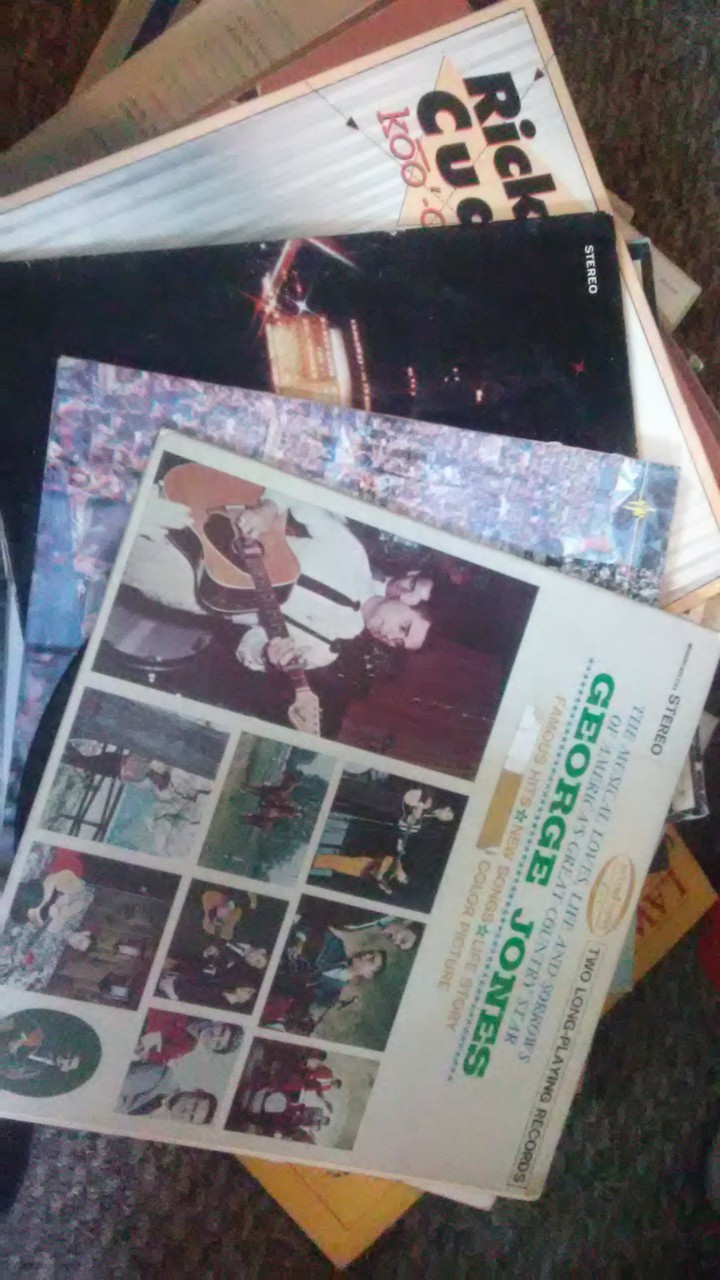 Rick
Cu
KOO
STEREO
STEREO
THE MUSICAL LOVES, LIFE AND SORROWS
OF AMERICA'S GREAT COUNTRY STAR
GEORGE JONES
FAMOUS HITS ☆ NEW SONGS ☆ LIFE STORY
COLOR PICTURE
TWO LONG-PLAYING RECORDS
LAW